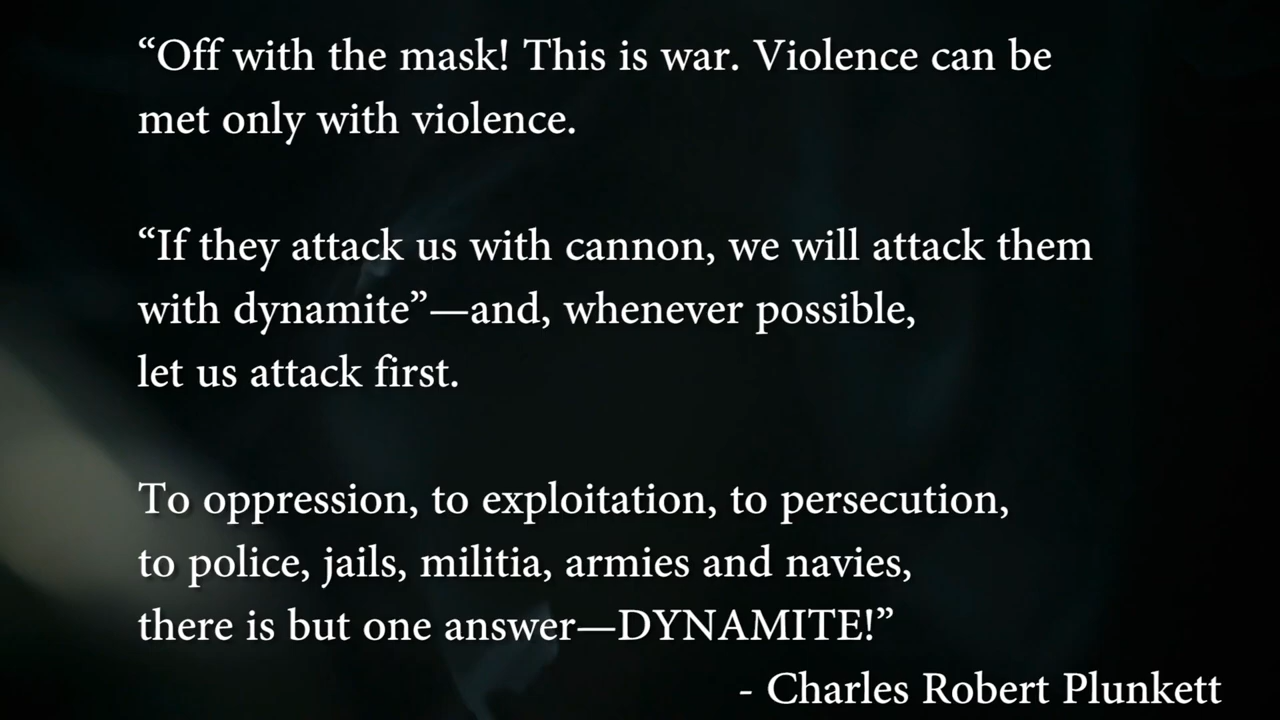 “Off with the mask! This is war. Violence can be
met only with violence.
“If they attack us with cannon, we will attack them
with dynamite”—and, whenever possible,
let us attack first.
To oppression, to exploitation, to persecution,
to police, jails, militia, armies and navies,
there is but one answer—DYNAMITE!”
- Charles Robert Plunkett